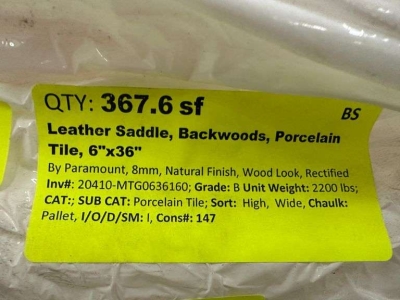 QTY: 367.6 sf
BS
Leather Saddle, Backwoods, Porcelain
Tile, 6"x36"
By Paramount, 8mm, Natural Finish, Wood Look, Rectified
Inv#: 20410-MTG0636160; Grade: B Unit Weight: 2200 lbs;
CAT:; SUB CAT: Porcelain Tile; Sort: High, Wide, Chaulk:
Pallet, I/O/D/SM: I, Cons#: 147